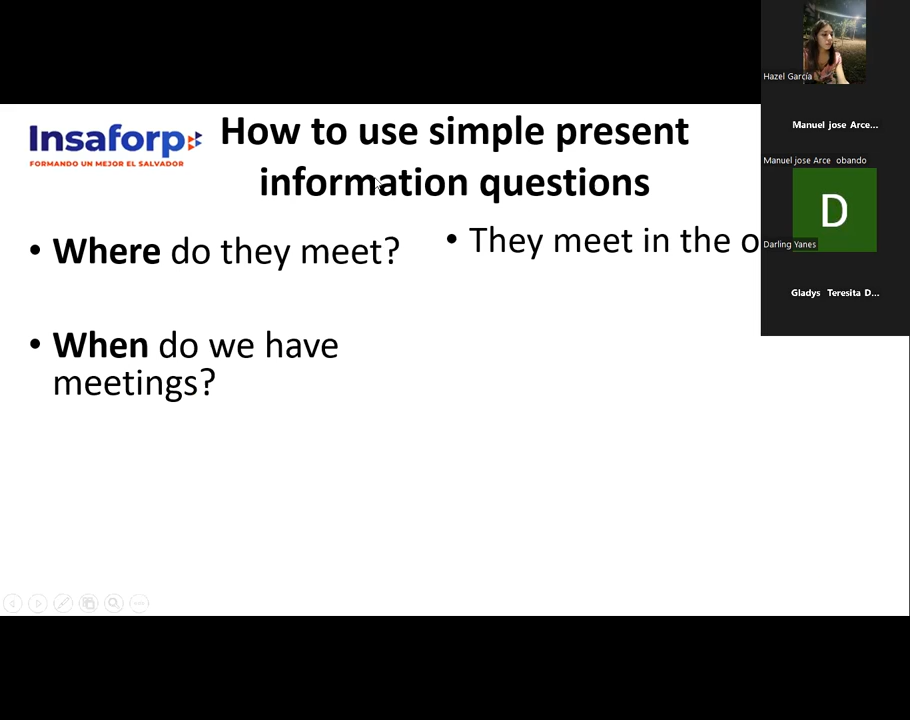 Insaforp
FORMANDO UN MEJOR EL SALVADOR
How to use simple present
information questions
• Where do they meet?
• When do we have
meetings?
• They meet in the
Hazel García
Manuel jose Arce...
Manuel jose Arce obando
D
Darling Yanes
Gladys Teresita D...